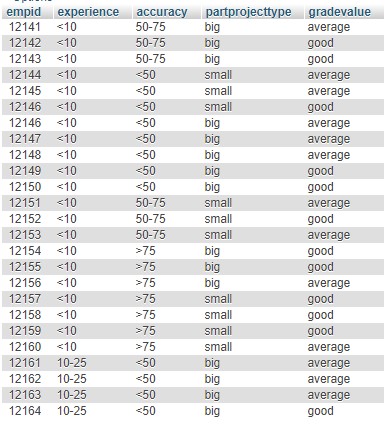 empid experience accuracy partprojecttype gradevalue
12141 <10 50-75 big average
12142 <10 50-75 big good
12143 <10 50-75 big good
12144 <10 <50 small average
12145 <10 <50 small average
12146 <10 <50 small good
12146 <10 <50 big average
12147 <10 <50 big average
12148 <10 <50 big average
12149 <10 <50 big good
12150 <10 <50 big good
12151 <10 50-75 small average
12152 <10 50-75 small good
12153 <10 50-75 small average
12154 <10 >75 big good
12155 <10 >75 big good
12156 <10 >75 big average
12157 <10 >75 small good
12158 <10 >75 small good
12159 <10 >75 small good
12160 <10 >75 small average
12161 10-25 <50 big average
12162 10-25 <50 big average
12163 10-25 <50 big average
12164 10-25 <50 big good